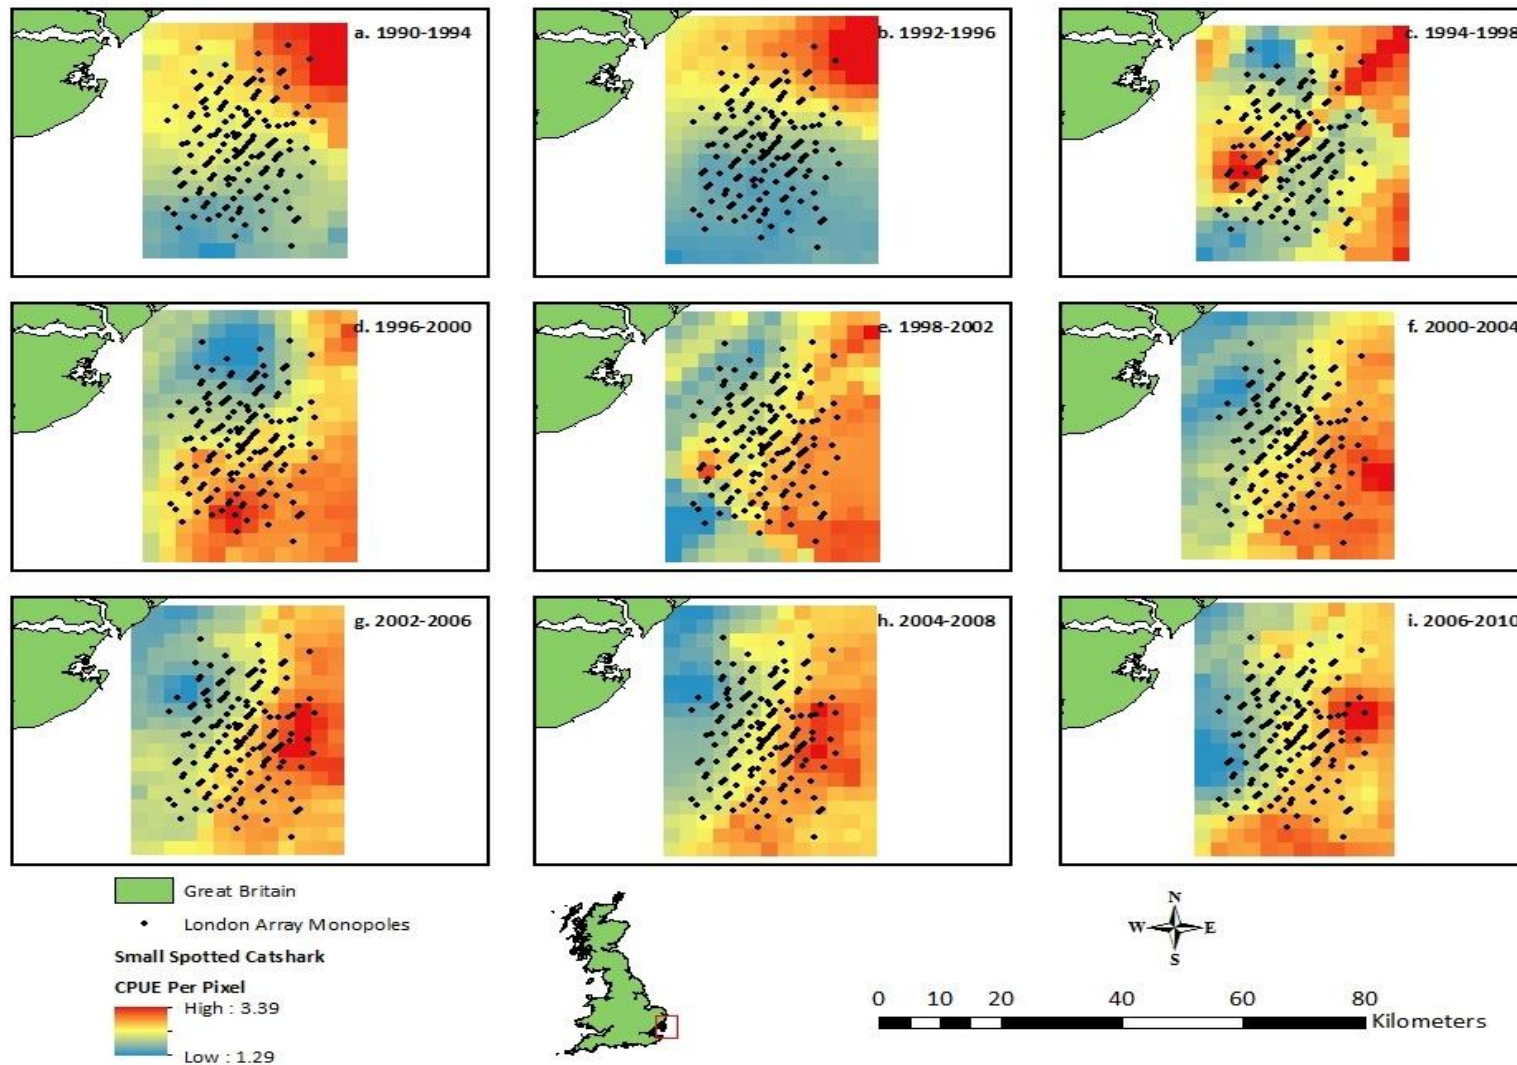 a. 1990-1994
b. 1992-1996
c. 1994-1998
d. 1996-2000
e. 1998-2002
f. 2000-2004
g. 2002-2006
h. 2004-2008
i. 2006-2010
Great Britain
London Array Monopoles
Small Spotted Catshark
CPUE Per Pixel
High : 3.39
Low : 1.29
N
W E
S
0 10 20 40 60 80
Kilometers